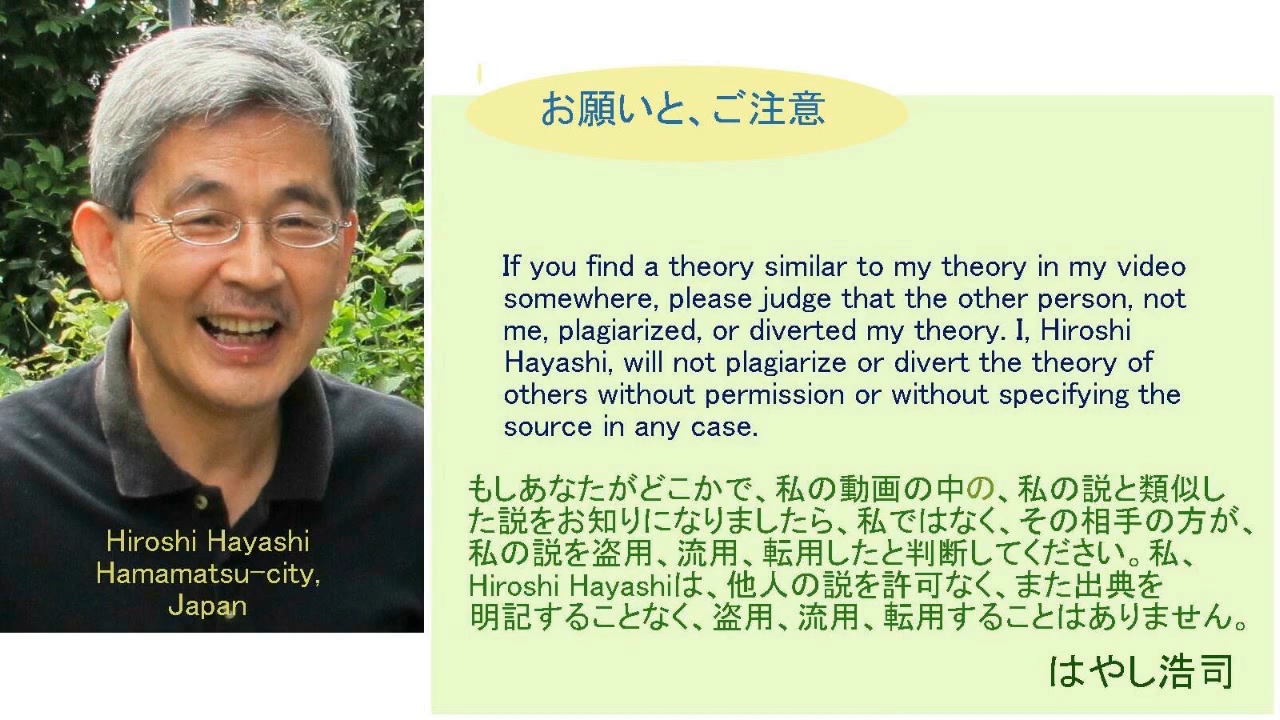 お願いと、ご注意
If you find a theory similar to my theory in my video
somewhere, please judge that the other person, not
me, plagiarized, or diverted my theory. I, Hiroshi
Hayashi, will not plagiarize or divert the theory of
others without permission or without specifying the
source in any case.
もしあなたがどこかで、私の動画の中の、私の説と類似し
た説をお知りになりましたら、私ではなく、その相手の方が、
私の説を盗用、流用、転用したと判断してください。私、
Hiroshi Hayashiは、他人の説を許可なく、また出典を
明記することなく、盗用、流用、転用することはありません。
はやし浩司
Hiroshi Hayashi
Hamamatsu-city,
Japan